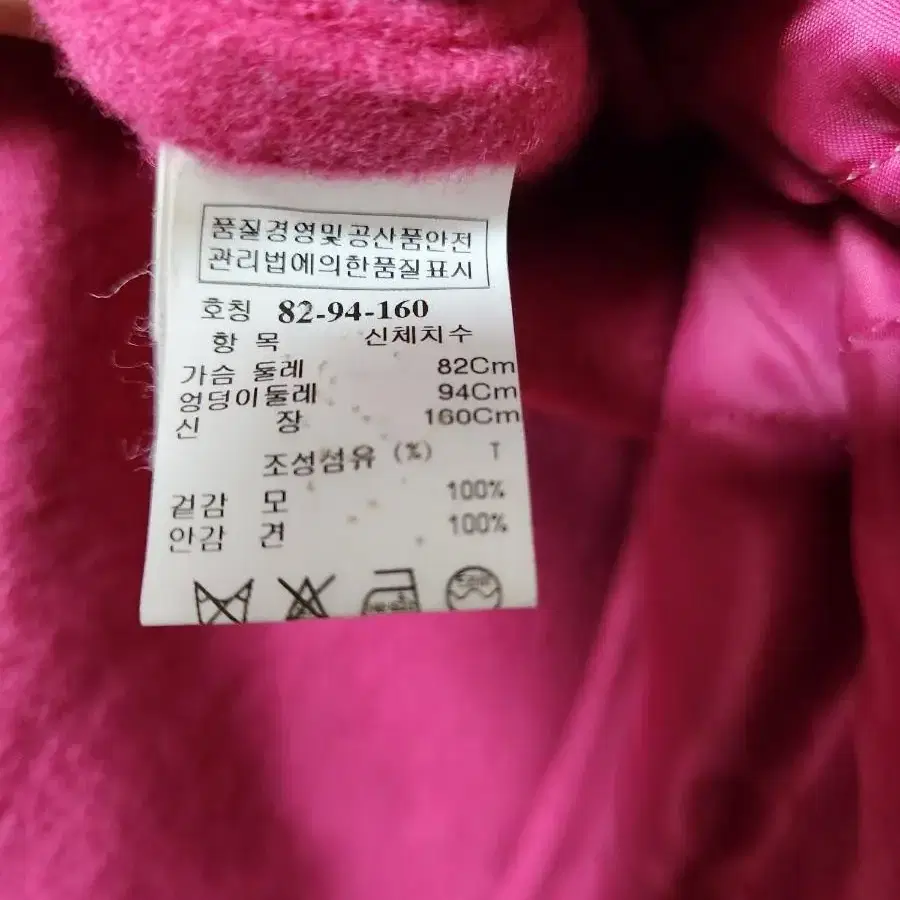 품질경영및공산품안전
관리법에의한품질표시
호칭 82-94-160
항 목 신체치수
가슴 둘레 82Cm
엉덩이둘레 94Cm
신 장 160Cm
조성섬유 (%) T
겉감 모 100%
안감 견 100%